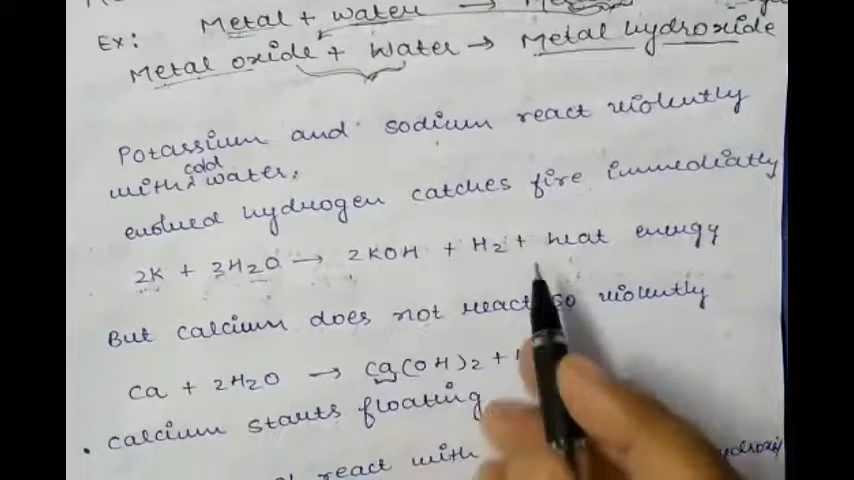 Ex: Metal + water →
Metal oxide + water → Metal hydroxide
Potassium and sodium react violently
with cold water,
evolved hydrogen catches fire immediatly
2K + 2H2O → 2KOH + H2 + heat energy
But calcium does not react so violently
Ca + 2H2O → Ca(OH)2 +
• calcium starts floating
react with